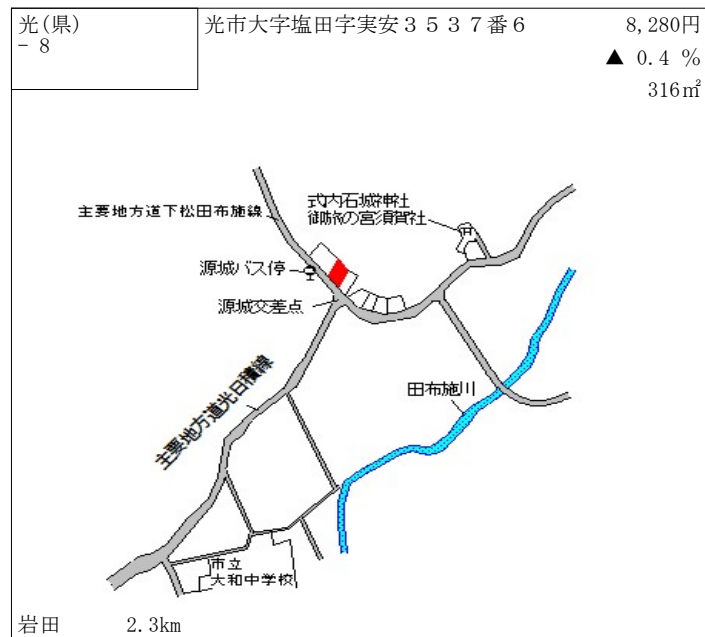 光(県)
- 8
光市大字塩田字実安３５３７番６
8,280円
▲ 0.4 %
316㎡
主要地方道下松田布施線
式内石城神社
御旅の宮須賀社
源城バス停
源城交差点
主要地方道光日積線
田布施川
市立
大和中学校
岩田 2.3km